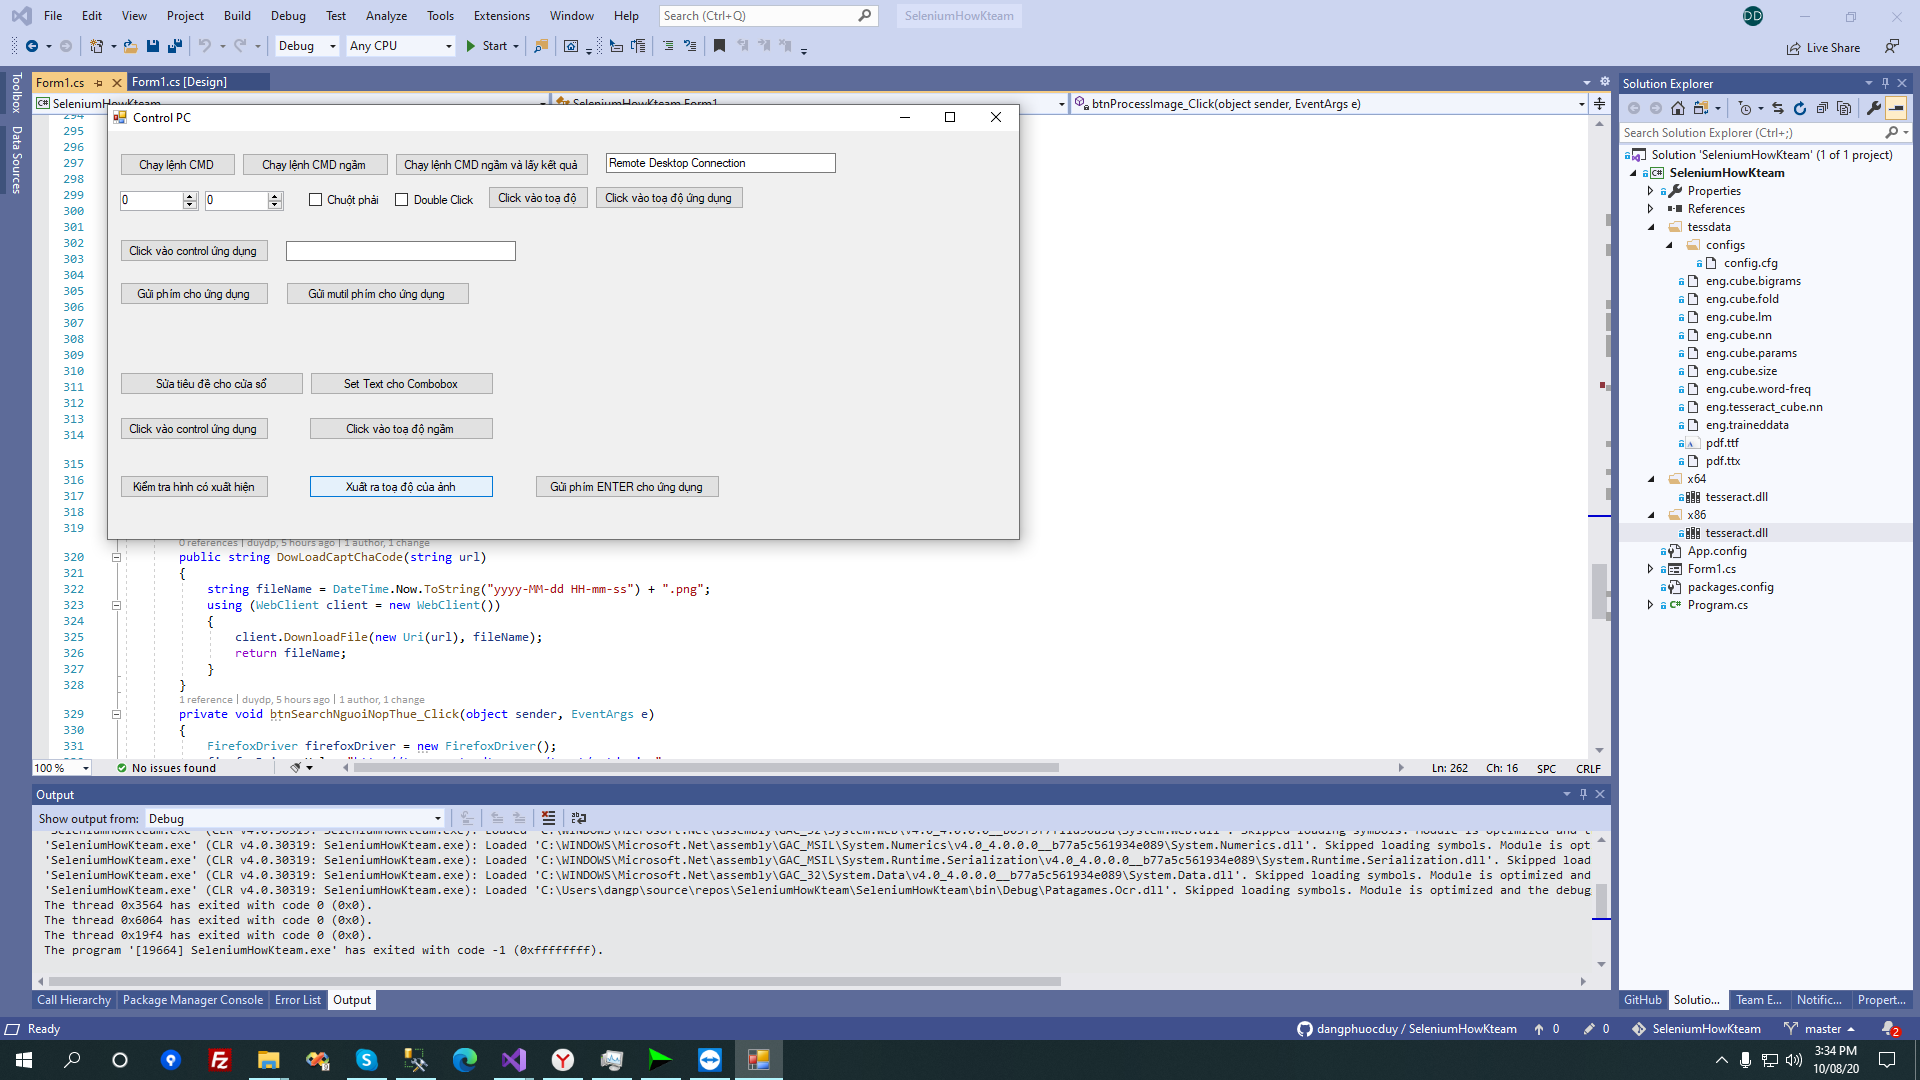 File Edit View Project Build Debug Test Analyze Tools Extensions Window Help Search (Ctrl+Q) SeleniumHowKteam DD
Debug Any CPU Start Live Share
Toolbox
Data Sources
Form1.cs Form1.cs [Design]
btnProcessImage_Click(object sender, EventArgs e)
Control PC
Chạy lệnh CMD Chạy lệnh CMD ngầm Chạy lệnh CMD ngầm và lấy kết quả Remote Desktop Connection
0 0 Chuột phải Double Click Click vào toạ độ Click vào toạ độ ứng dụng
Click vào control ứng dụng
Gửi phím cho ứng dụng Gửi mutil phím cho ứng dụng
Sửa tiêu đề cho cửa sổ Set Text cho Combobox
Click vào control ứng dụng Click vào toạ độ ngầm
Kiểm tra hình có xuất hiện Xuất ra toạ độ của ảnh Gửi phím ENTER cho ứng dụng
295
296
297
298
299
300
301
302
303
304
305
306
307
308
309
310
311
312
313
314
315
316
317
318
319
0 references | duydp, 5 hours ago | 1 author, 1 change
320 public string DowLoadCaptChaCode(string url)
321 {
322 string fileName = DateTime.Now.ToString("yyyy-MM-dd HH-mm-ss") + ".png";
323 using (WebClient client = new WebClient())
324 {
325 client.DownloadFile(new Uri(url), fileName);
326 return fileName;
327 }
328 }
1 reference | duydp, 5 hours ago | 1 author, 1 change
329 private void btnSearchNguoiNopThue_Click(object sender, EventArgs e)
330 {
331 FirefoxDriver firefoxDriver = new FirefoxDriver();
100 % No issues found Ln: 262 Ch: 16 SPC CRLF
Output
Show output from: Debug
'SeleniumHowKteam.exe' (CLR v4.0.30319: SeleniumHowKteam.exe): Loaded 'C:\WINDOWS\Microsoft.Net\assembly\GAC_MSIL\System.Numerics\v4.0_4.0.0.0__b77a5c561934e089\System.Numerics.dll'. Skipped loading symbols. Module is opt
'SeleniumHowKteam.exe' (CLR v4.0.30319: SeleniumHowKteam.exe): Loaded 'C:\WINDOWS\Microsoft.Net\assembly\GAC_MSIL\System.Runtime.Serialization\v4.0_4.0.0.0__b77a5c561934e089\System.Runtime.Serialization.dll'. Skipped load
'SeleniumHowKteam.exe' (CLR v4.0.30319: SeleniumHowKteam.exe): Loaded 'C:\WINDOWS\Microsoft.Net\assembly\GAC_32\System.Data\v4.0_4.0.0.0__b77a5c561934e089\System.Data.dll'. Skipped loading symbols. Module is optimized and
'SeleniumHowKteam.exe' (CLR v4.0.30319: SeleniumHowKteam.exe): Loaded 'C:\Users\dangp\source\repos\SeleniumHowKteam\SeleniumHowKteam\bin\Debug\Patagames.Ocr.dll'. Skipped loading symbols. Module is optimized and the debug
The thread 0x3564 has exited with code 0 (0x0).
The thread 0x6064 has exited with code 0 (0x0).
The thread 0x19f4 has exited with code 0 (0x0).
The program '[19664] SeleniumHowKteam.exe' has exited with code -1 (0xffffffff).
Call Hierarchy Package Manager Console Error List Output
Solution Explorer
Search Solution Explorer (Ctrl+;)
Solution 'SeleniumHowKteam' (1 of 1 project)
SeleniumHowKteam
Properties
References
tessdata
configs
config.cfg
eng.cube.bigrams
eng.cube.fold
eng.cube.lm
eng.cube.nn
eng.cube.params
eng.cube.size
eng.cube.word-freq
eng.tesseract_cube.nn
eng.traineddata
pdf.ttf
pdf.ttx
x64
tesseract.dll
x86
tesseract.dll
App.config
Form1.cs
packages.config
Program.cs
GitHub Solutio... Team E... Notific... Propert...
Ready dangphucduy / SeleniumHowKteam 0 0 SeleniumHowKteam master 2
3:34 PM
10/08/20